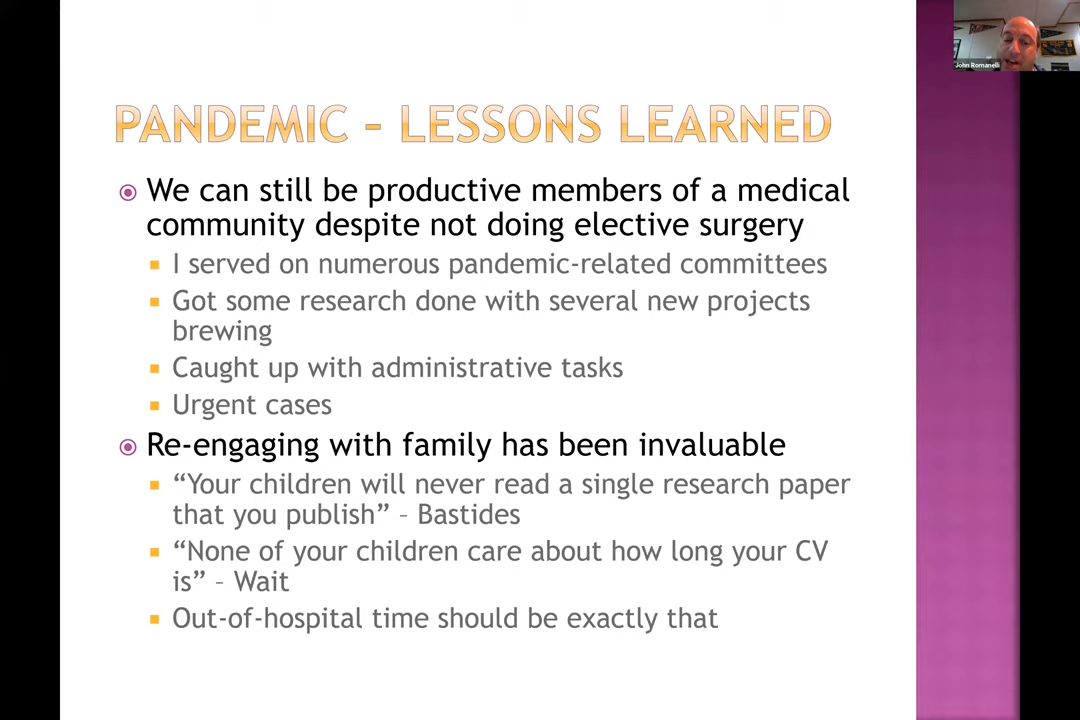 John Romanelli
PANDEMIC – LESSONS LEARNED
We can still be productive members of a medical
community despite not doing elective surgery
I served on numerous pandemic-related committees
Got some research done with several new projects
brewing
Caught up with administrative tasks
Urgent cases
Re-engaging with family has been invaluable
“Your children will never read a single research paper
that you publish” – Bastides
“None of your children care about how long your CV
is” – Wait
Out-of-hospital time should be exactly that